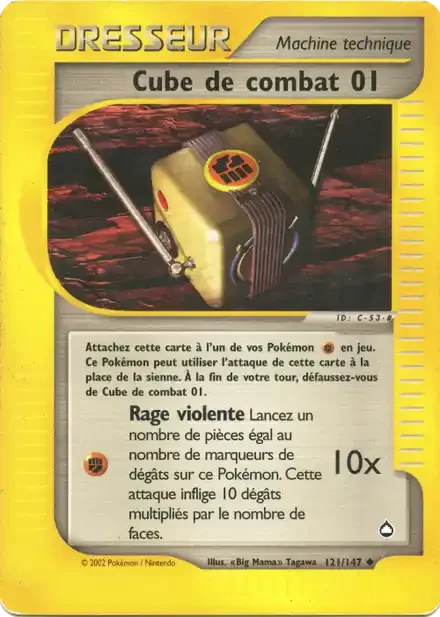 DRESSEUR
Machine technique
Cube de combat 01
ID: C-53-B
Attachez cette carte à l'un de vos Pokémon en jeu.
Ce Pokémon peut utiliser l'attaque de cette carte à la
place de la sienne. À la fin de votre tour, défaussez-vous
de Cube de combat 01.
Rage violente Lancez un
nombre de pièces égal au
nombre de marqueurs de
dégâts sur ce Pokémon. Cette
attaque inflige 10 dégâts
multipliés par le nombre de
faces.
10x
© 2002 Pokémon / Nintendo
Illus. «Big Mama» Tagawa
121/147